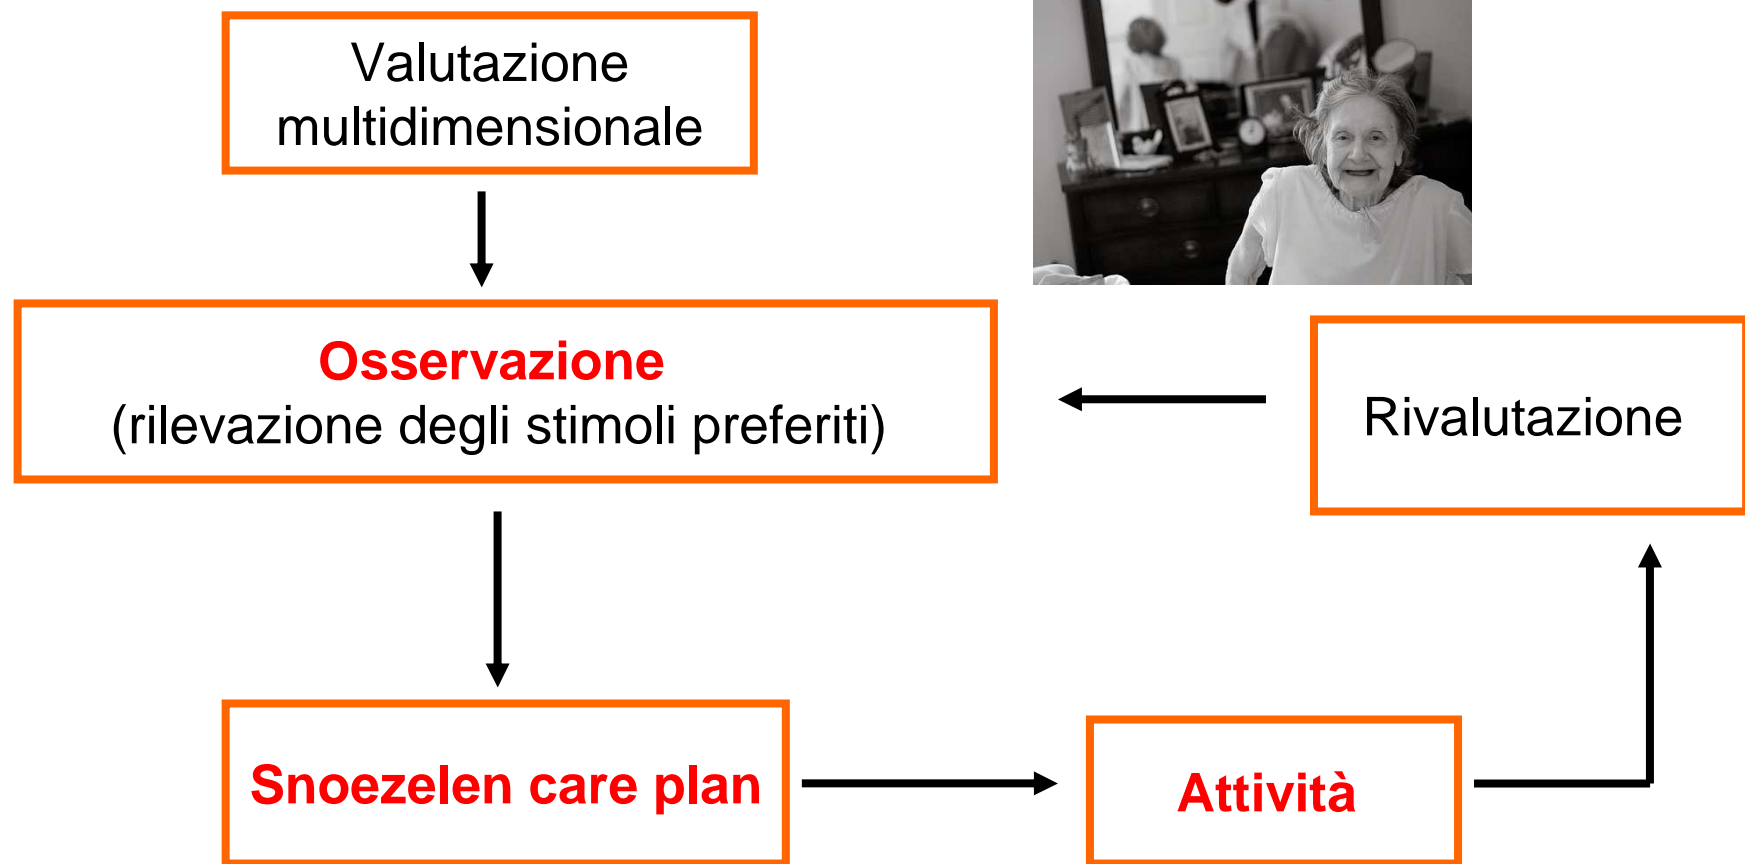 Valutazione
multidimensionale
Osservazione
(rilevazione degli stimoli preferiti)
Rivalutazione
Snoezelen care plan
Attività